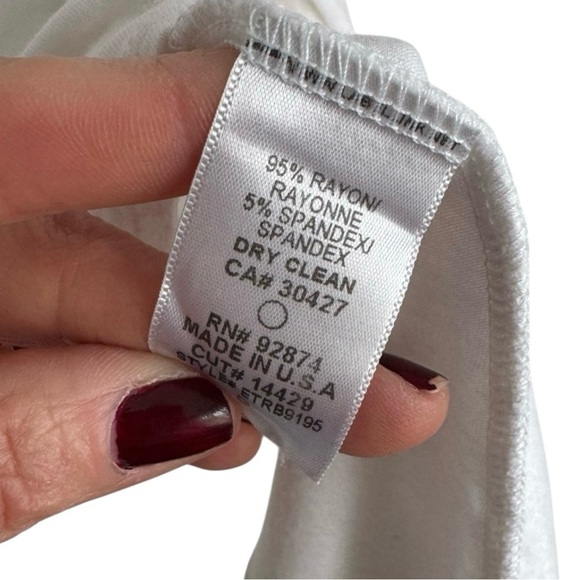 95% RAYON/
RAYONNE
5% SPANDEX/
SPANDEX
DRY CLEAN
CA# 30427
RN# 92874
MADE IN U.S.A
CUT# 14429
STYLE# ETRB9195